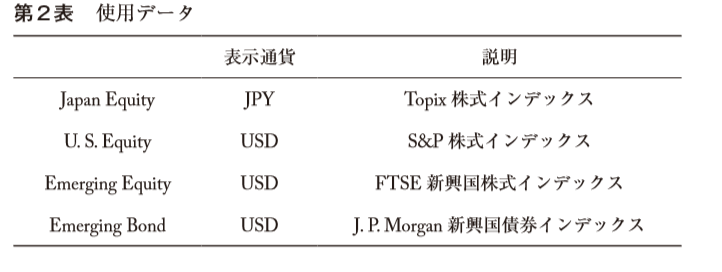 第2表 使用データ
表示通貨 説明
Japan Equity JPY Topix 株式インデックス
U. S. Equity USD S&P 株式インデックス
Emerging Equity USD FTSE 新興国株式インデックス
Emerging Bond USD J. P. Morgan 新興国債券インデックス